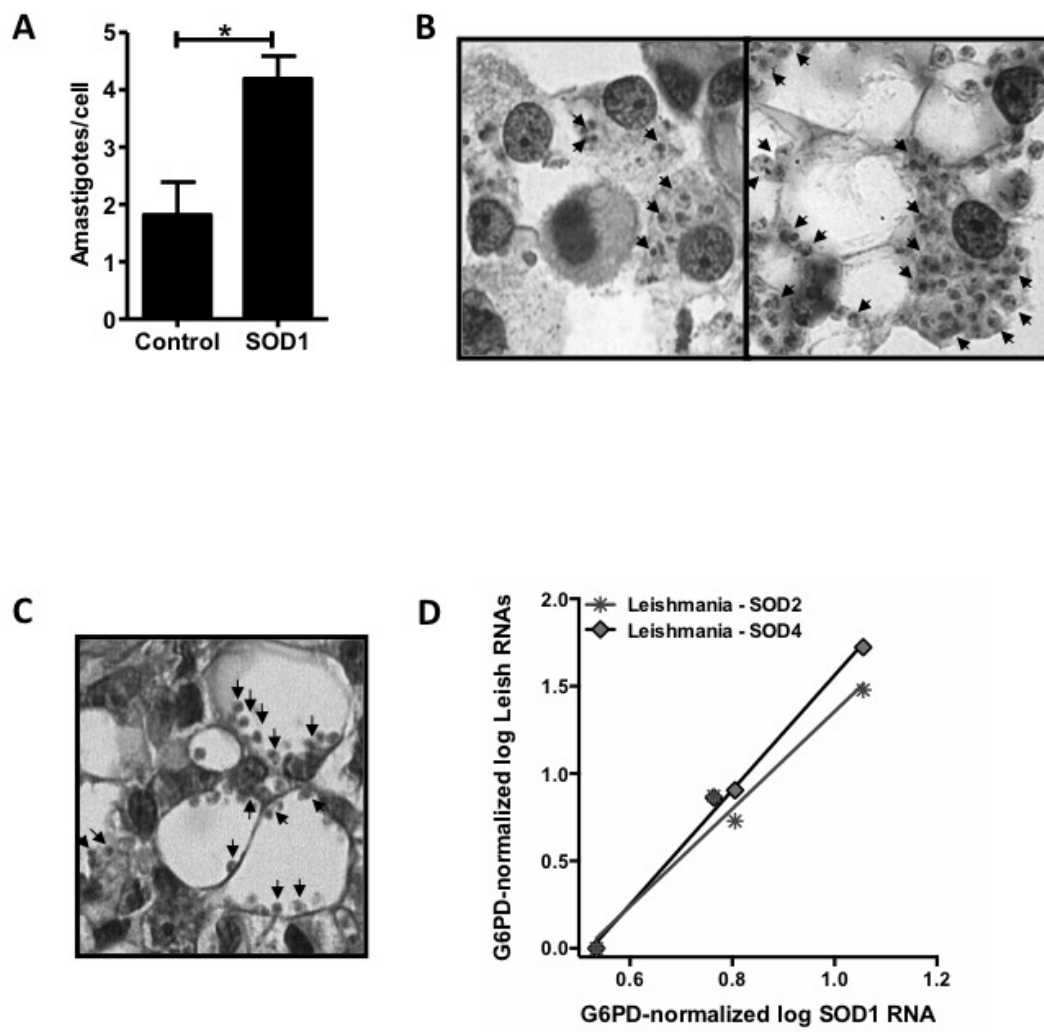 A
Amastigotes/cell
5
4
3
2
1
0
*
Control SOD1
B
C
D
G6PD-normalized log Leish RNAs
2.0
1.5
1.0
0.5
0.0
Leishmania - SOD2
Leishmania - SOD4
0.6 0.8 1.0 1.2
G6PD-normalized log SOD1 RNA